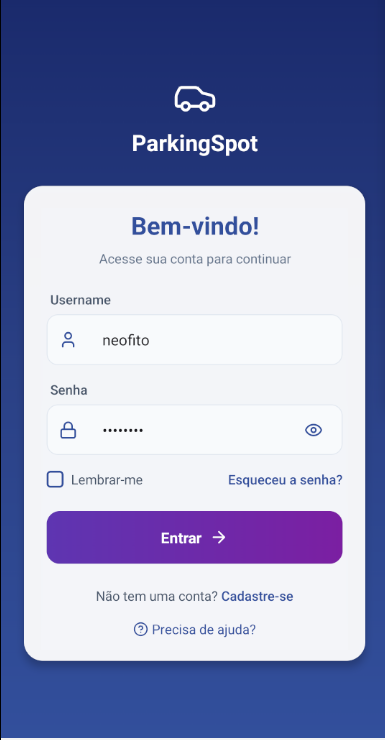 ParkingSpot
Bem-vindo!
Acesse sua conta para continuar
Username
neofito
Senha
••••••••
Lembrar-me
Esqueceu a senha?
Entrar →
Não tem uma conta? Cadastre-se
Precisa de ajuda?